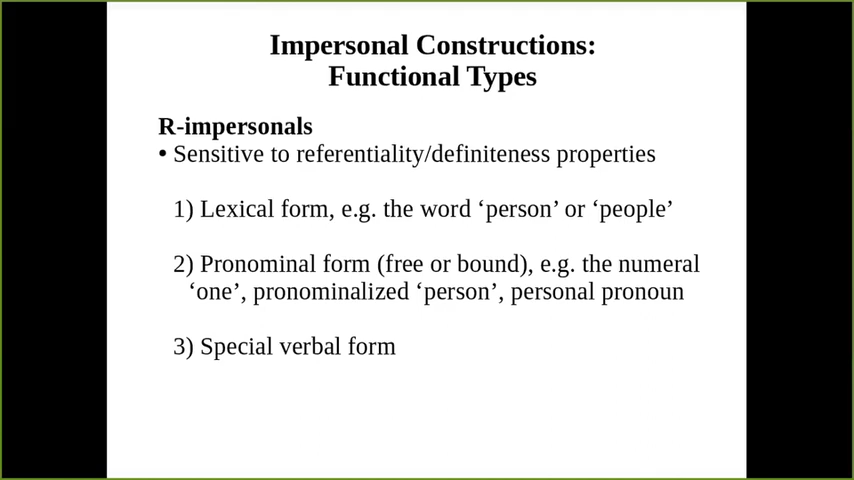 Impersonal Constructions:
Functional Types
R-impersonals
• Sensitive to referentiality/definiteness properties
1) Lexical form, e.g. the word ‘person’ or ‘people’
2) Pronominal form (free or bound), e.g. the numeral
‘one’, pronominalized ‘person’, personal pronoun
3) Special verbal form